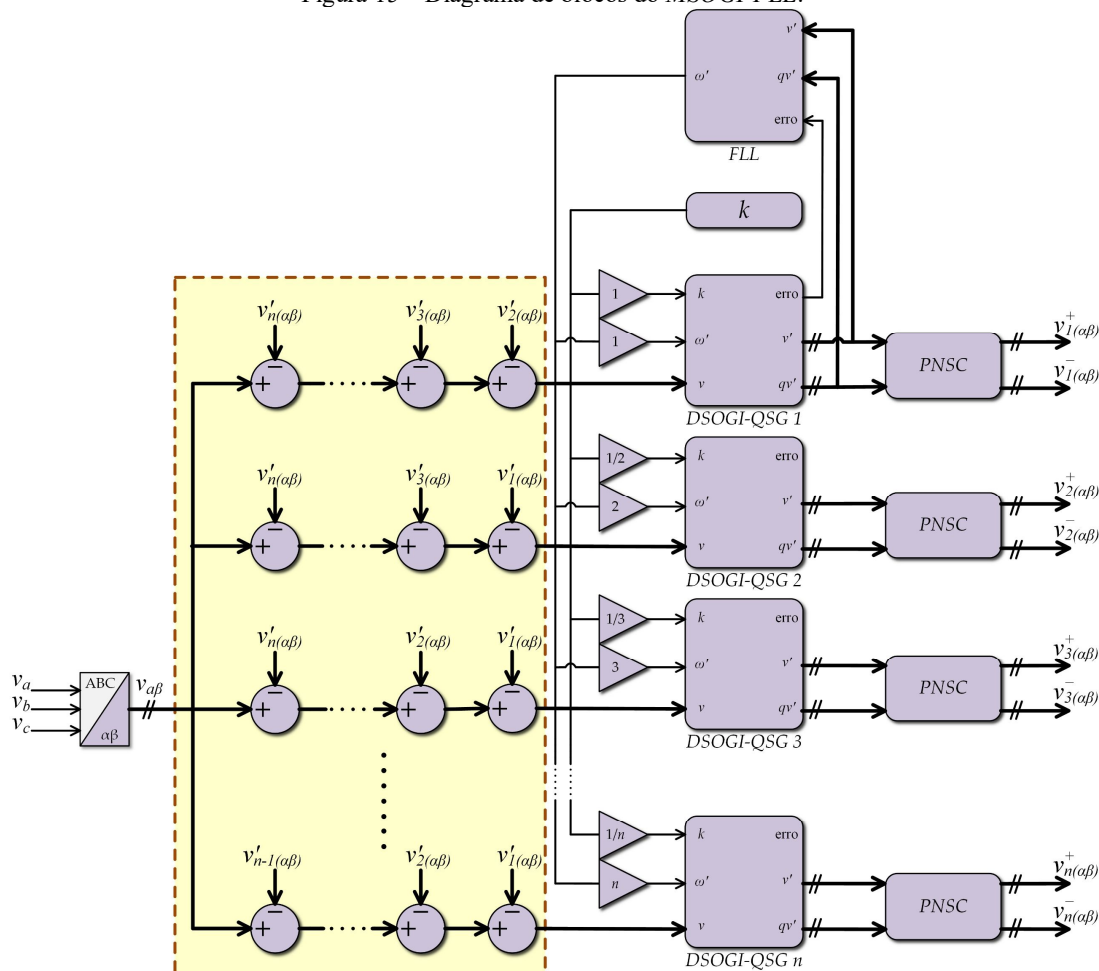 Figura 15 – Diagrama de blocos do MSOGI-FLL.
v'
ω' qv'
erro
FLL
k
v'n(αβ) v'3(αβ) v'2(αβ)
1 k erro
1 ω' v'
v qv'
DSOGI-QSG 1
PNSC
v+1(αβ)
v−1(αβ)
v'n(αβ) v'3(αβ) v'1(αβ)
1/2 k erro
2 ω' v'
v qv'
DSOGI-QSG 2
PNSC
v+2(αβ)
v−2(αβ)
v'n(αβ) v'2(αβ) v'1(αβ)
1/3 k erro
3 ω' v'
v qv'
DSOGI-QSG 3
PNSC
v+3(αβ)
v−3(αβ)
va
vb
vc
ABC
αβ
vαβ
v'n-1(αβ) v'2(αβ) v'1(αβ)
1/n k erro
n ω' v'
v qv'
DSOGI-QSG n
PNSC
v+n(αβ)
v−n(αβ)